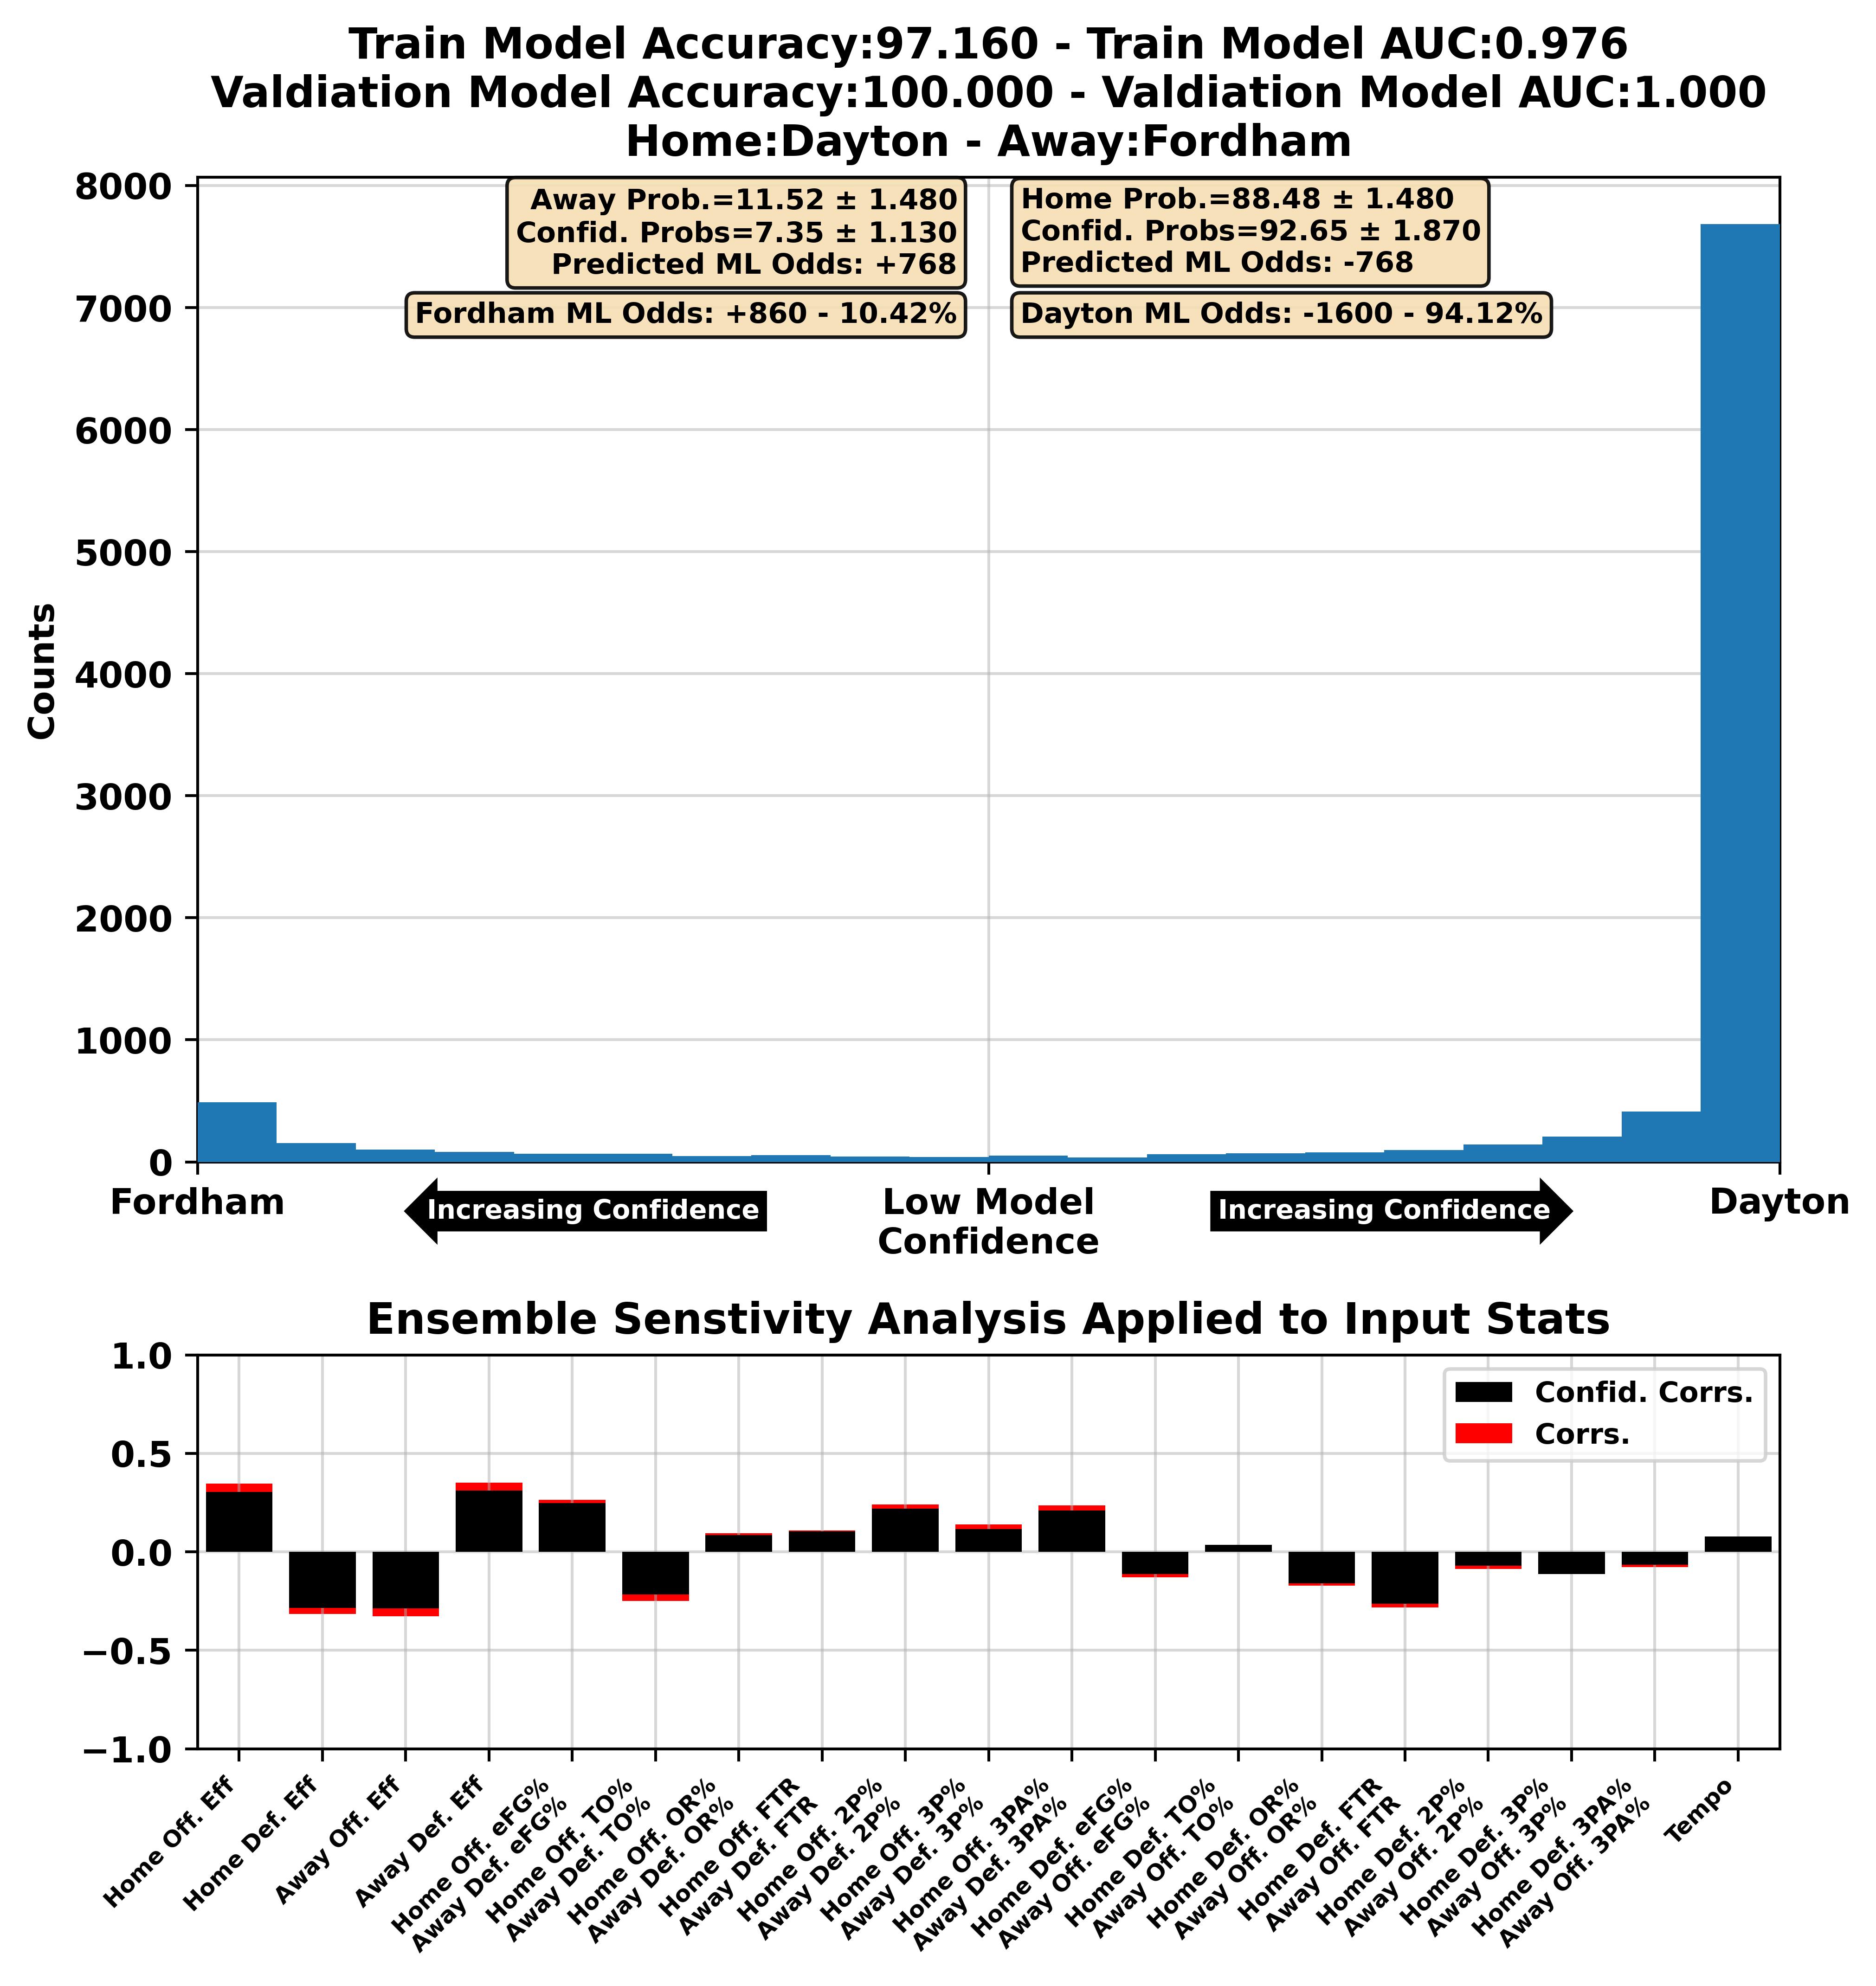 Train Model Accuracy:97.160 - Train Model AUC:0.976
Valdiation Model Accuracy:100.000 - Valdiation Model AUC:1.000
Home:Dayton - Away:Fordham
Away Prob.=11.52 ± 1.480
Confid. Probs=7.35 ± 1.130
Predicted ML Odds: +768
Fordham ML Odds: +860 - 10.42%
Home Prob.=88.48 ± 1.480
Confid. Probs=92.65 ± 1.870
Predicted ML Odds: -768
Dayton ML Odds: -1600 - 94.12%
Counts
8000
7000
6000
5000
4000
3000
2000
1000
0
Fordham
Increasing Confidence
Low Model
Confidence
Increasing Confidence
Dayton
Ensemble Senstivity Analysis Applied to Input Stats
1.0
0.5
0.0
−0.5
−1.0
Confid. Corrs.
Corrs.
Home Off. Eff
Home Def. Eff
Away Off. Eff
Away Def. Eff
Home Off. eFG%
Away Def. eFG%
Home Off. TO%
Away Def. TO%
Home Off. OR%
Away Def. OR%
Home Off. FTR
Away Def. FTR
Home Off. 2P%
Away Def. 2P%
Home Off. 3P%
Away Def. 3P%
Home Off. 3PA%
Away Def. 3PA%
Home Def. eFG%
Away Off. eFG%
Home Def. TO%
Away Off. TO%
Home Def. OR%
Away Off. OR%
Home Def. FTR
Away Off. FTR
Home Def. 2P%
Away Off. 2P%
Home Def. 3P%
Away Off. 3P%
Home Def. 3PA%
Away Off. 3PA%
Tempo